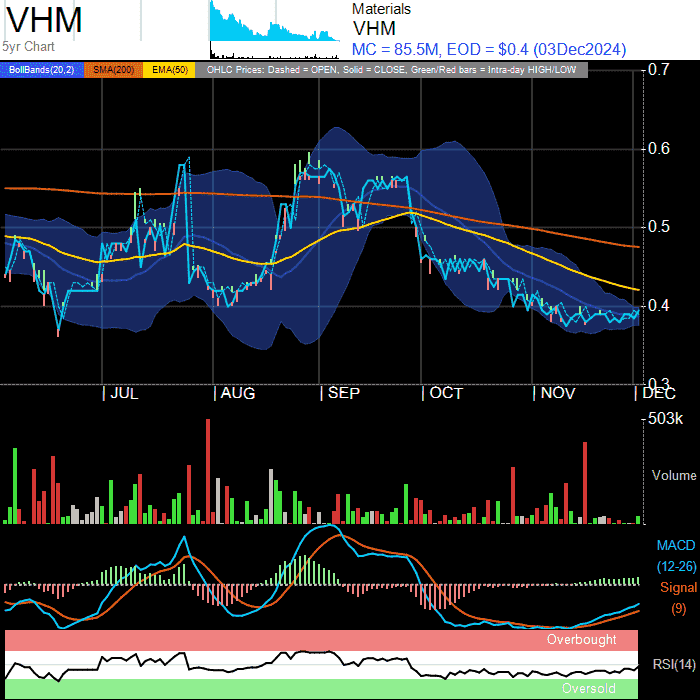 VHM
5yr Chart
Materials
VHM
MC = 85.5M, EOD = $0.4 (03Dec2024)
BollBands(20,2) SMA(200) EMA(50) OHLC Prices: Dashed = OPEN, Solid = CLOSE, Green/Red bars = Intra-day HIGH/LOW
0.7
0.6
0.5
0.4
0.3
JUL AUG SEP OCT NOV DEC
503k
Volume
MACD
(12-26)
Signal
(9)
Overbought
RSI(14)
Oversold